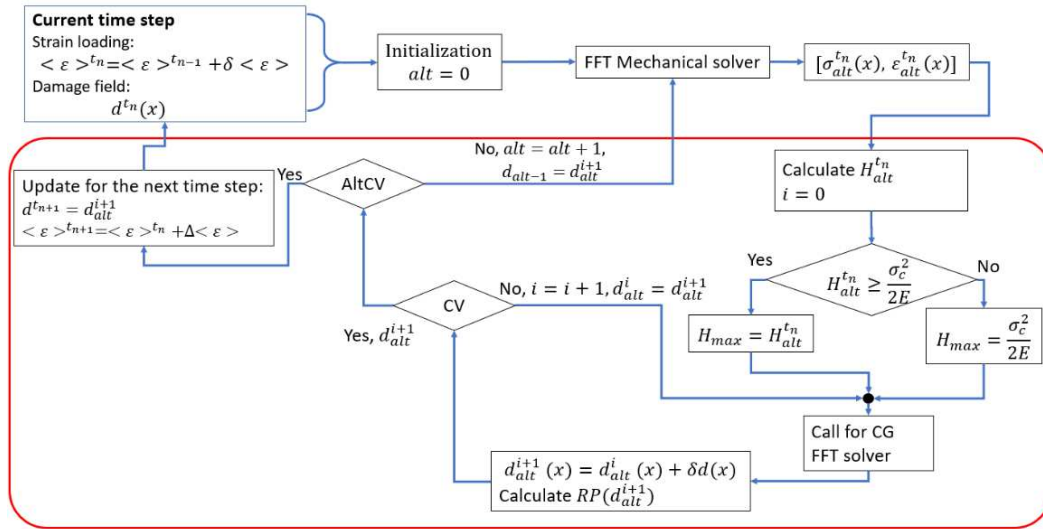 Current time step
Strain loading:
< ε >^{t_n}=< ε >^{t_{n-1}} +δ < ε >
Damage field:
d^{t_n}(x)
Initialization
alt = 0
FFT Mechanical solver
[σ_{alt}^{t_n}(x), ε_{alt}^{t_n}(x)]
Calculate H_{alt}^{t_n}
i = 0
H_{alt}^{t_n} ≥ σ_c^2/2E
Yes
No
H_{max} = H_{alt}^{t_n}
H_{max} = σ_c^2/2E
Call for CG
FFT solver
d_{alt}^{i+1} (x) = d_{alt}^{i} (x) + δd(x)
Calculate RP(d_{alt}^{i+1})
CV
No, i = i + 1, d_{alt}^{i} = d_{alt}^{i+1}
Yes, d_{alt}^{i+1}
AltCV
No, alt = alt + 1,
d_{alt-1} = d_{alt}^{i+1}
Yes
Update for the next time step:
d^{t_{n+1}} = d_{alt}^{i+1}
< ε >^{t_{n+1}}=< ε >^{t_n} +Δ< ε >